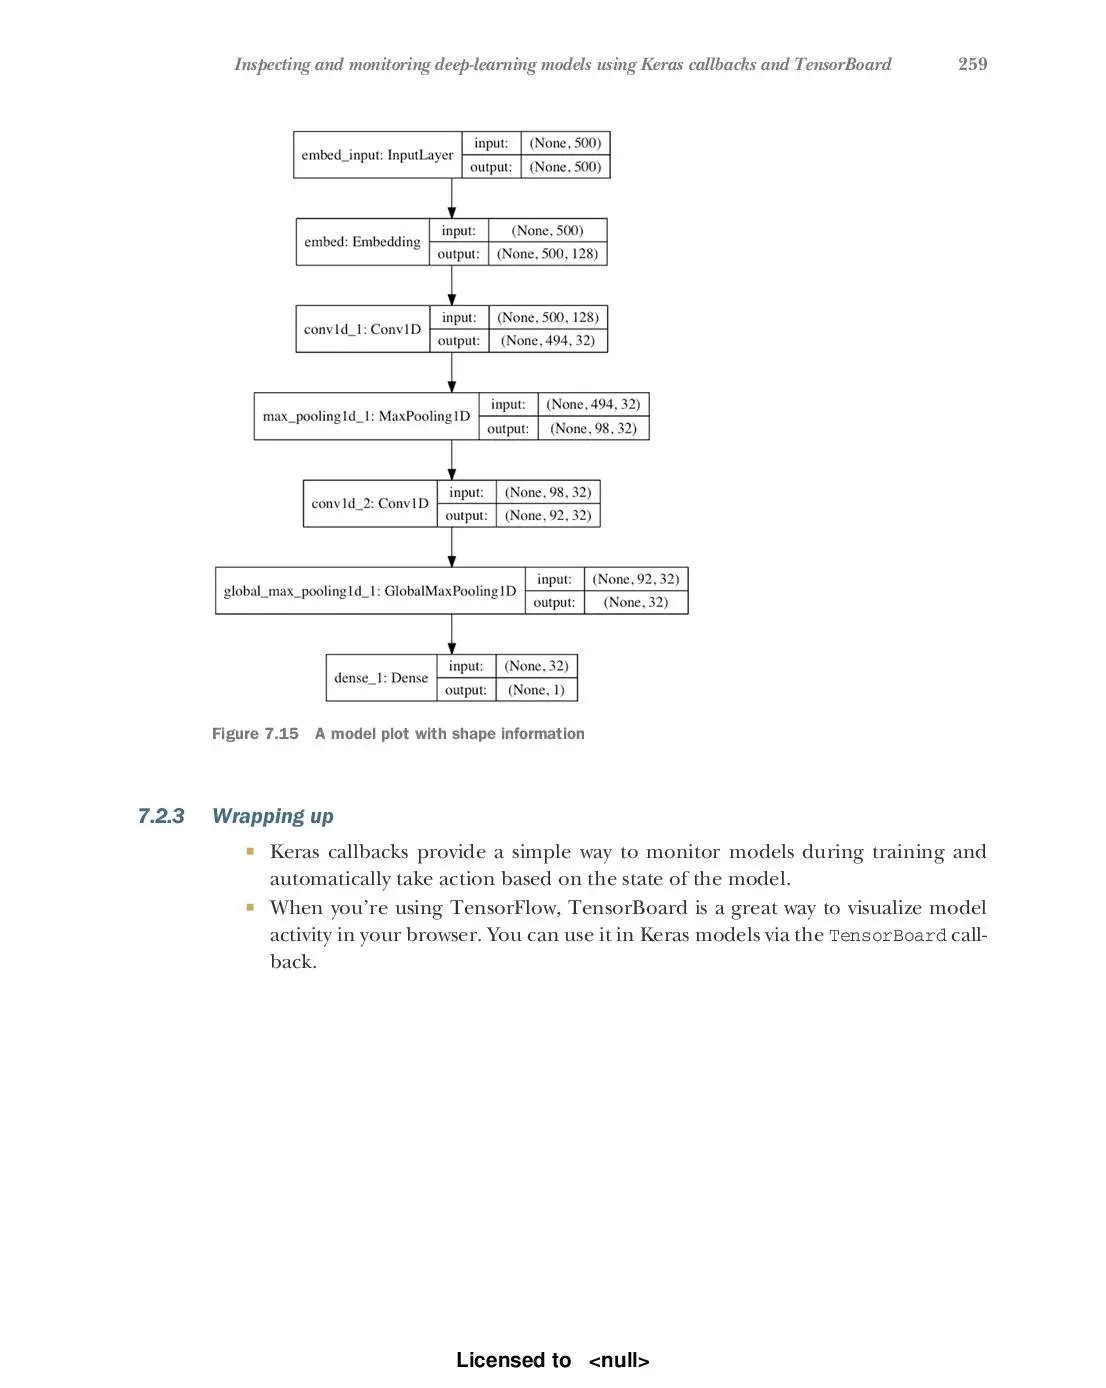 Inspecting and monitoring deep-learning models using Keras callbacks and TensorBoard 259
embed_input: InputLayer input: (None, 500)
output: (None, 500)
embed: Embedding input: (None, 500)
output: (None, 500, 128)
conv1d_1: Conv1D input: (None, 500, 128)
output: (None, 494, 32)
max_pooling1d_1: MaxPooling1D input: (None, 494, 32)
output: (None, 98, 32)
conv1d_2: Conv1D input: (None, 98, 32)
output: (None, 92, 32)
global_max_pooling1d_1: GlobalMaxPooling1D input: (None, 92, 32)
output: (None, 32)
dense_1: Dense input: (None, 32)
output: (None, 1)
Figure 7.15 A model plot with shape information
7.2.3 Wrapping up
▪ Keras callbacks provide a simple way to monitor models during training and
automatically take action based on the state of the model.
▪ When you’re using TensorFlow, TensorBoard is a great way to visualize model
activity in your browser. You can use it in Keras models via the TensorBoard call-
back.
Licensed to <null>